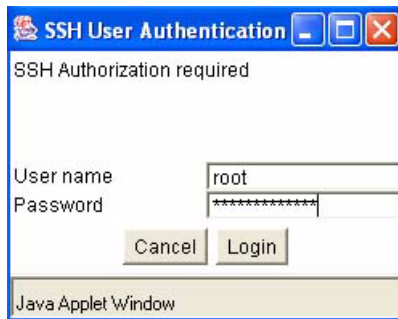 SSH User Authentication
SSH Authorization required
User name root
Password *************
Cancel Login
Java Applet Window